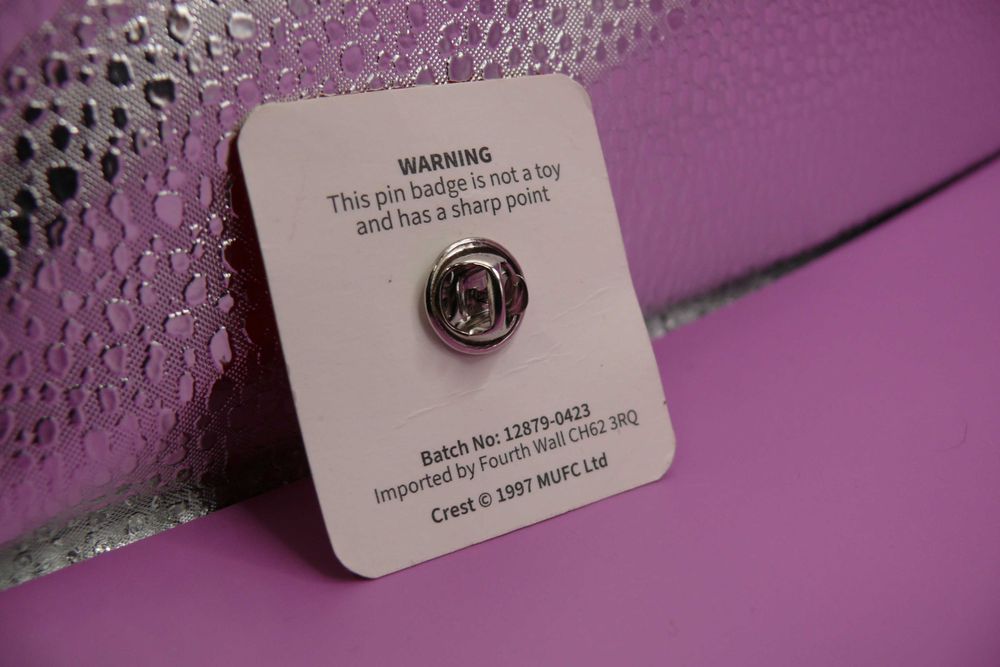 WARNING
This pin badge is not a toy
and has a sharp point
Batch No: 12879-0423
Imported by Fourth Wall CH62 3RQ
Crest © 1997 MUFC Ltd